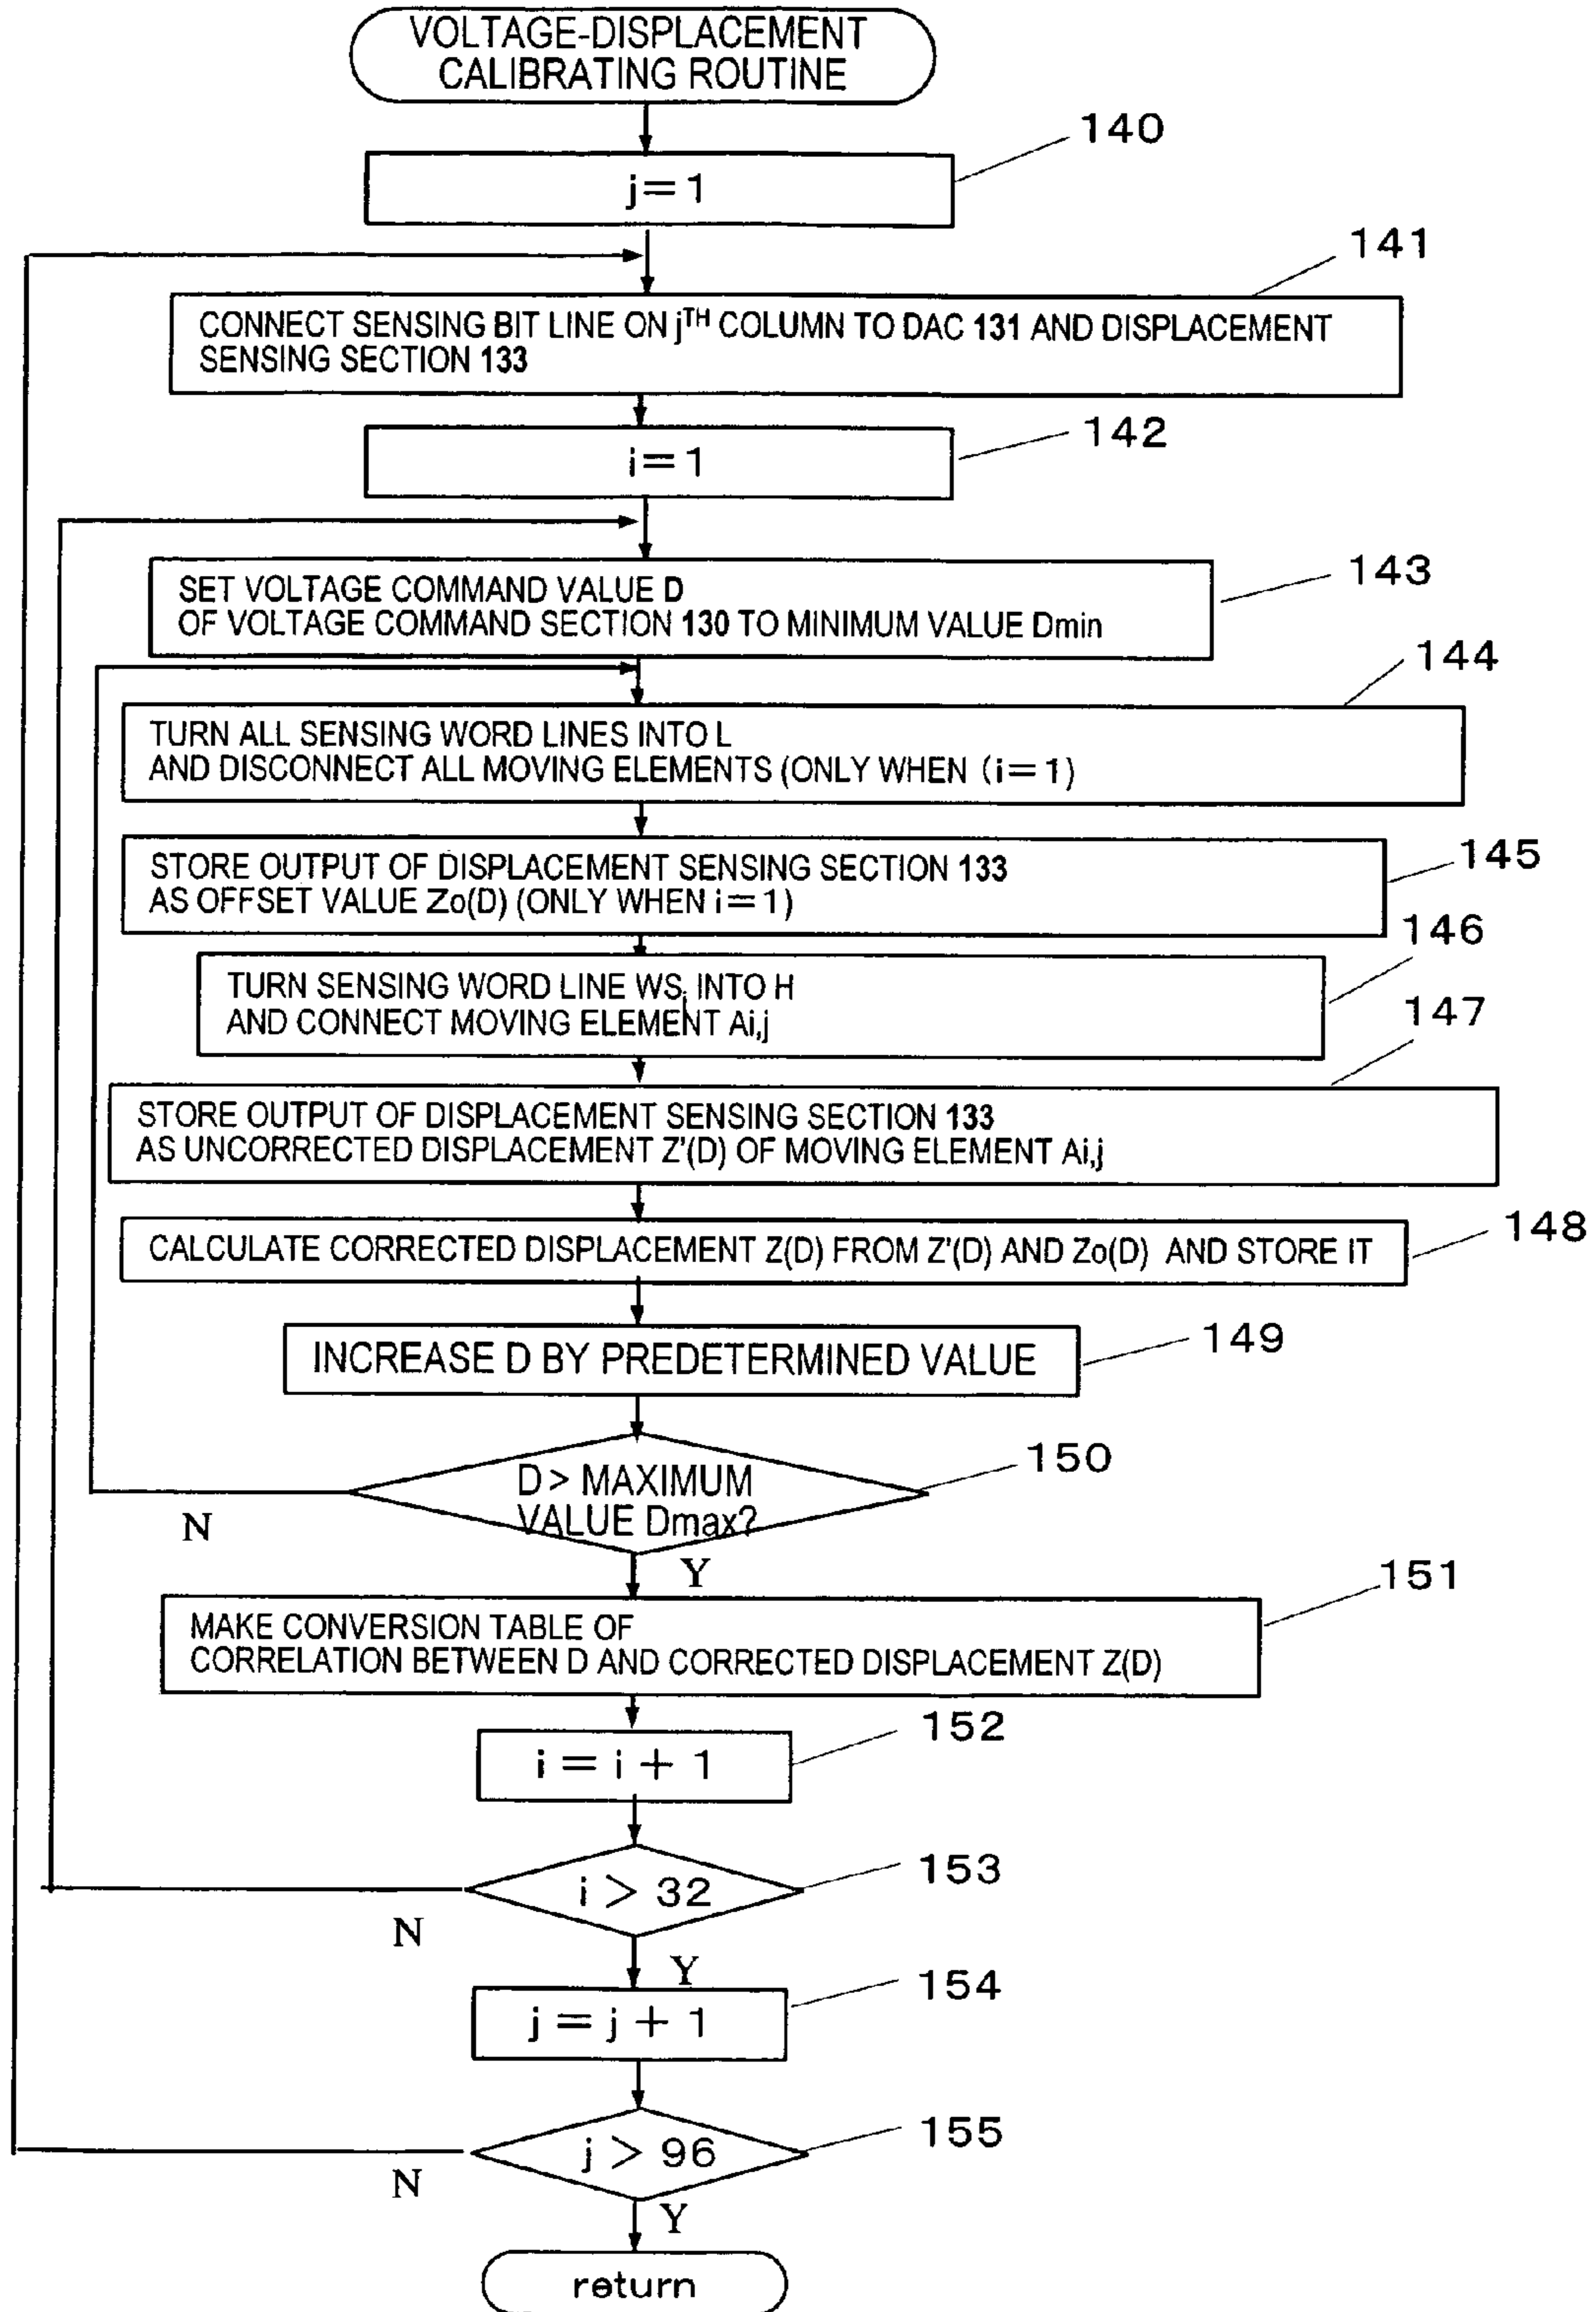 VOLTAGE-DISPLACEMENT
CALIBRATING ROUTINE
140
j=1
141
CONNECT SENSING BIT LINE ON jTH COLUMN TO DAC 131 AND DISPLACEMENT
SENSING SECTION 133
142
i=1
143
SET VOLTAGE COMMAND VALUE D
OF VOLTAGE COMMAND SECTION 130 TO MINIMUM VALUE Dmin
144
TURN ALL SENSING WORD LINES INTO L
AND DISCONNECT ALL MOVING ELEMENTS (ONLY WHEN (i=1)
145
STORE OUTPUT OF DISPLACEMENT SENSING SECTION 133
AS OFFSET VALUE Zo(D) (ONLY WHEN i=1)
146
TURN SENSING WORD LINE WSi INTO H
AND CONNECT MOVING ELEMENT Ai,j
147
STORE OUTPUT OF DISPLACEMENT SENSING SECTION 133
AS UNCORRECTED DISPLACEMENT Z'(D) OF MOVING ELEMENT Ai,j
148
CALCULATE CORRECTED DISPLACEMENT Z(D) FROM Z'(D) AND Zo(D) AND STORE IT
149
INCREASE D BY PREDETERMINED VALUE
150
D > MAXIMUM
VALUE Dmax?
N
Y
151
MAKE CONVERSION TABLE OF
CORRELATION BETWEEN D AND CORRECTED DISPLACEMENT Z(D)
152
i = i + 1
153
i > 32
N
Y
154
j = j + 1
155
j > 96
N
Y
return